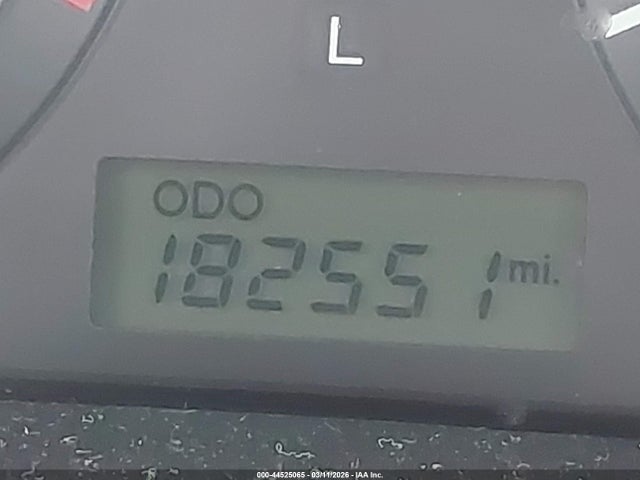 L
ODO
182551 mi.
000-44525065 - 03/11/2026 - IAA Inc.